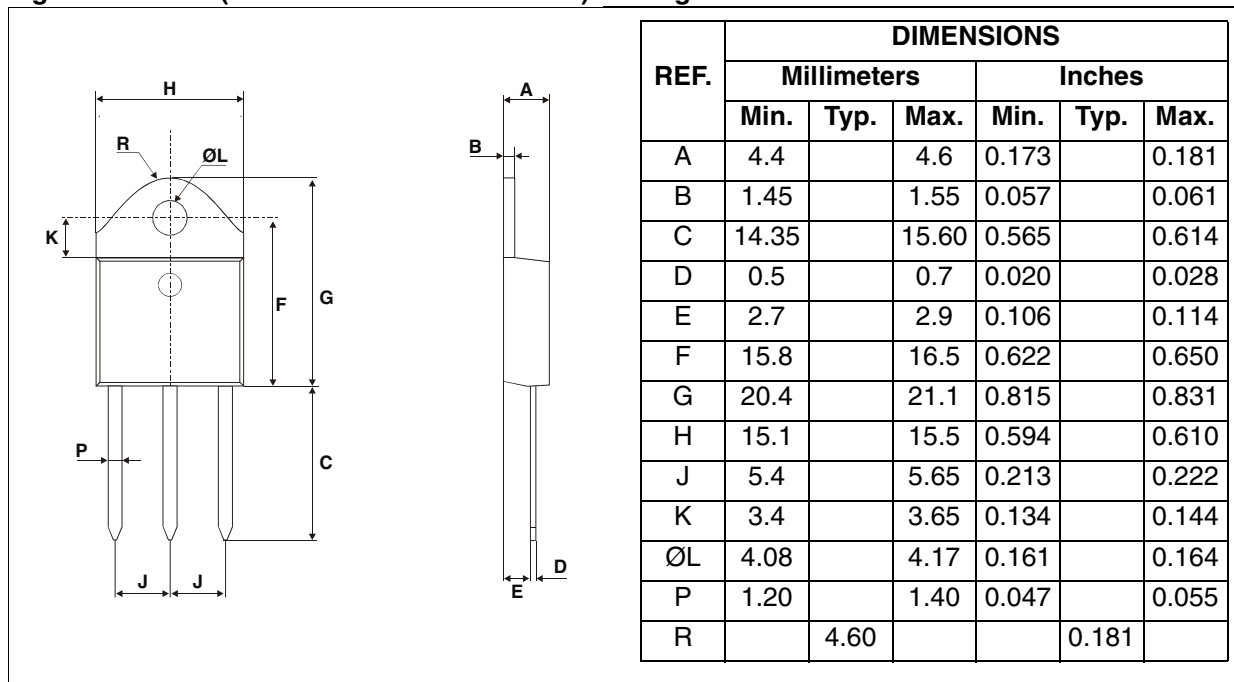 H
A
B
R
ØL
K
F
G
P
C
J
J
D
E
DIMENSIONS
REF.
Millimeters
Inches
Min. Typ. Max. Min. Typ. Max.
A 4.4 4.6 0.173 0.181
B 1.45 1.55 0.057 0.061
C 14.35 15.60 0.565 0.614
D 0.5 0.7 0.020 0.028
E 2.7 2.9 0.106 0.114
F 15.8 16.5 0.622 0.650
G 20.4 21.1 0.815 0.831
H 15.1 15.5 0.594 0.610
J 5.4 5.65 0.213 0.222
K 3.4 3.65 0.134 0.144
ØL 4.08 4.17 0.161 0.164
P 1.20 1.40 0.047 0.055
R 4.60 0.181